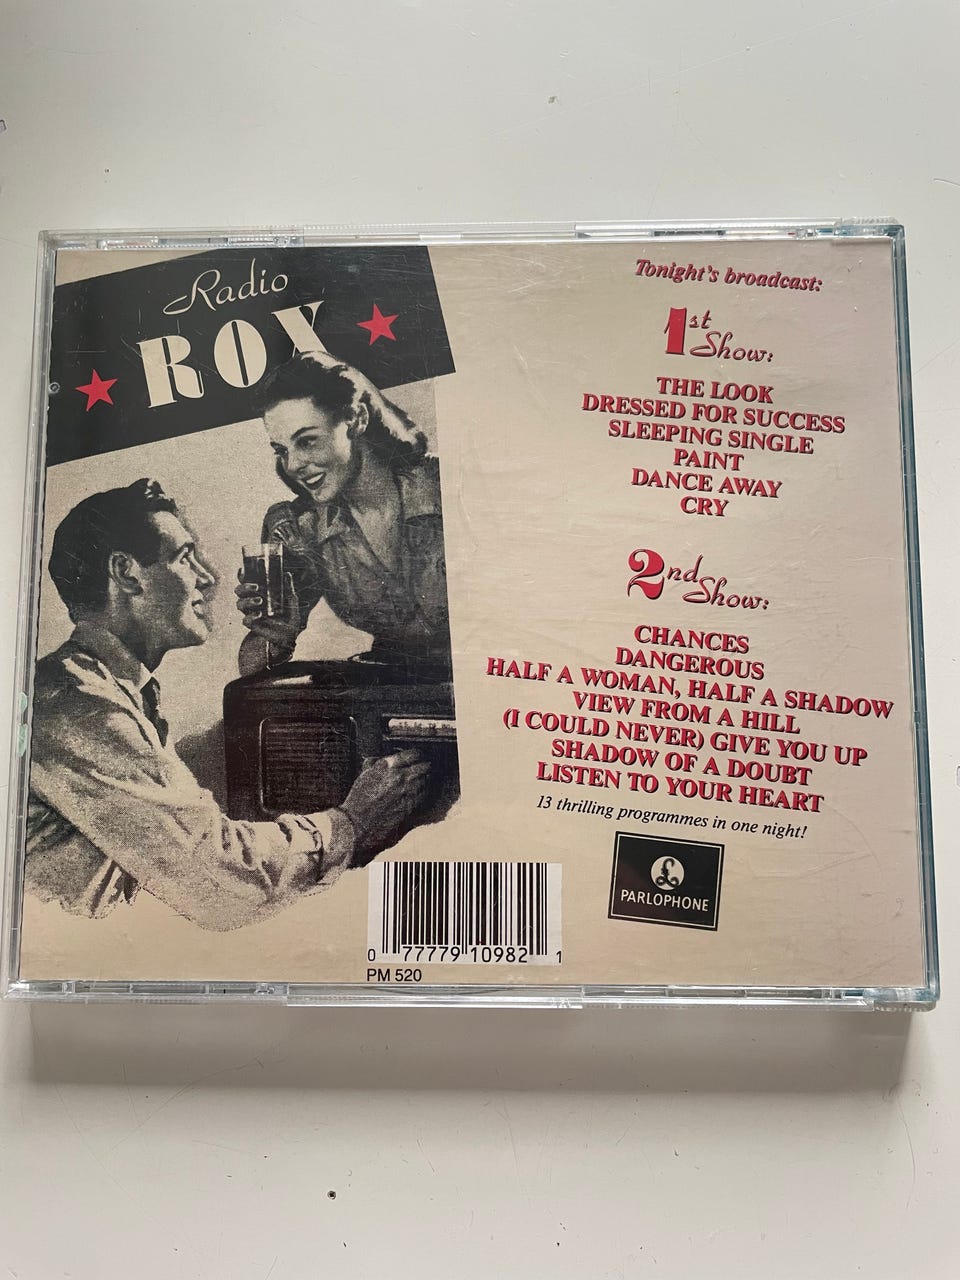 Radio
ROX
Tonight's broadcast:
1st
Show:
THE LOOK
DRESSED FOR SUCCESS
SLEEPING SINGLE
PAINT
DANCE AWAY
CRY
2nd
Show:
CHANCES
DANGEROUS
HALF A WOMAN, HALF A SHADOW
VIEW FROM A HILL
(I COULD NEVER) GIVE YOU UP
SHADOW OF A DOUBT
LISTEN TO YOUR HEART
13 thrilling programmes in one night!
£
PARLOPHONE
0 77779 10982 1
PM 520